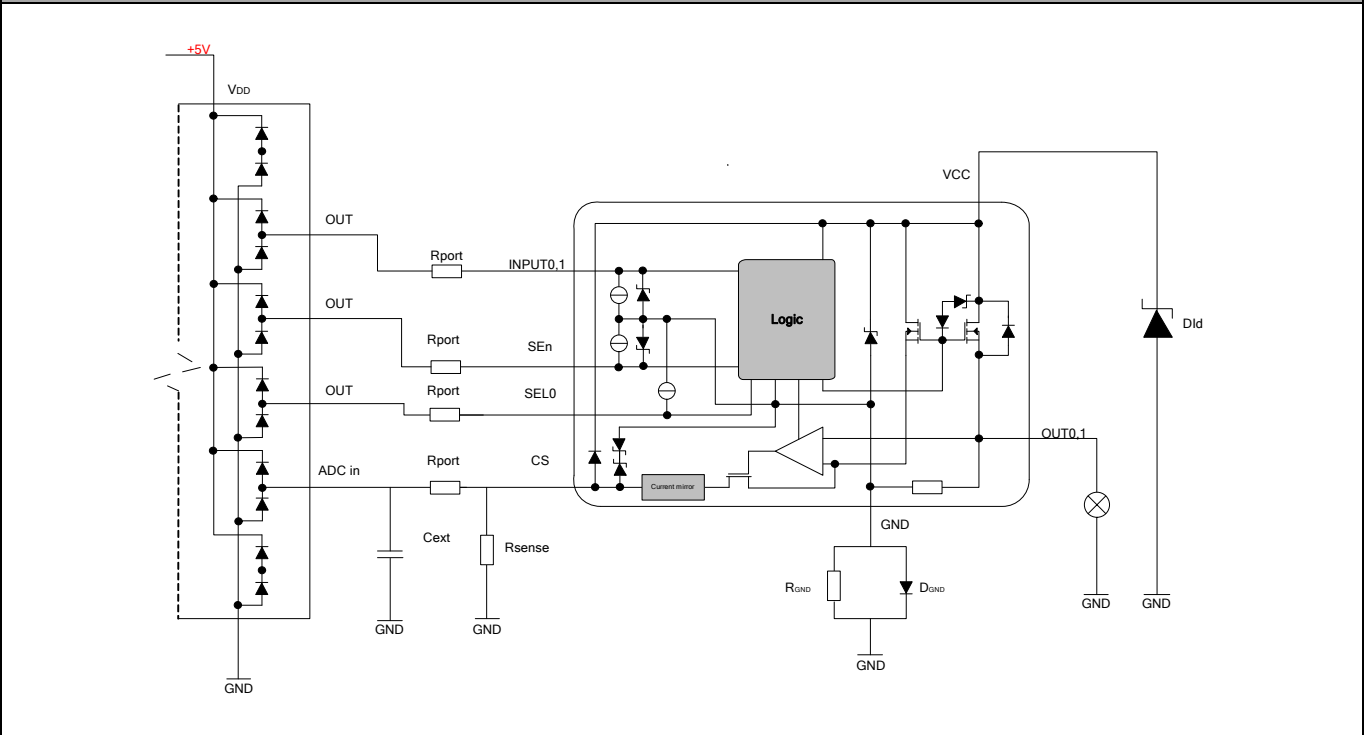 +5V
VDD
VCC
OUT
Rport
INPUT0,1
OUT
Rport
SEn
Logic
Dld
OUT
Rport
SEL0
OUT0,1
ADC in
Rport
CS
Current mirror
GND
Cext
Rsense
RGND
DGND
GND
GND
GND
GND
GND
GND